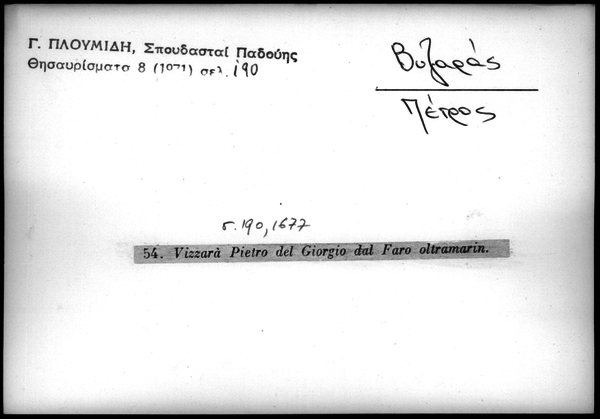 Γ. ΠΛΟΥΜΙΔΗ, Σπουδασταί Παδούης
Θησαυρίσματα 8 (1971) σελ. 190
Βυζαράς
Πέτρος
σ. 190, 1677
54. Vizzarà Pietro del Giorgio dal Faro oltramarin.